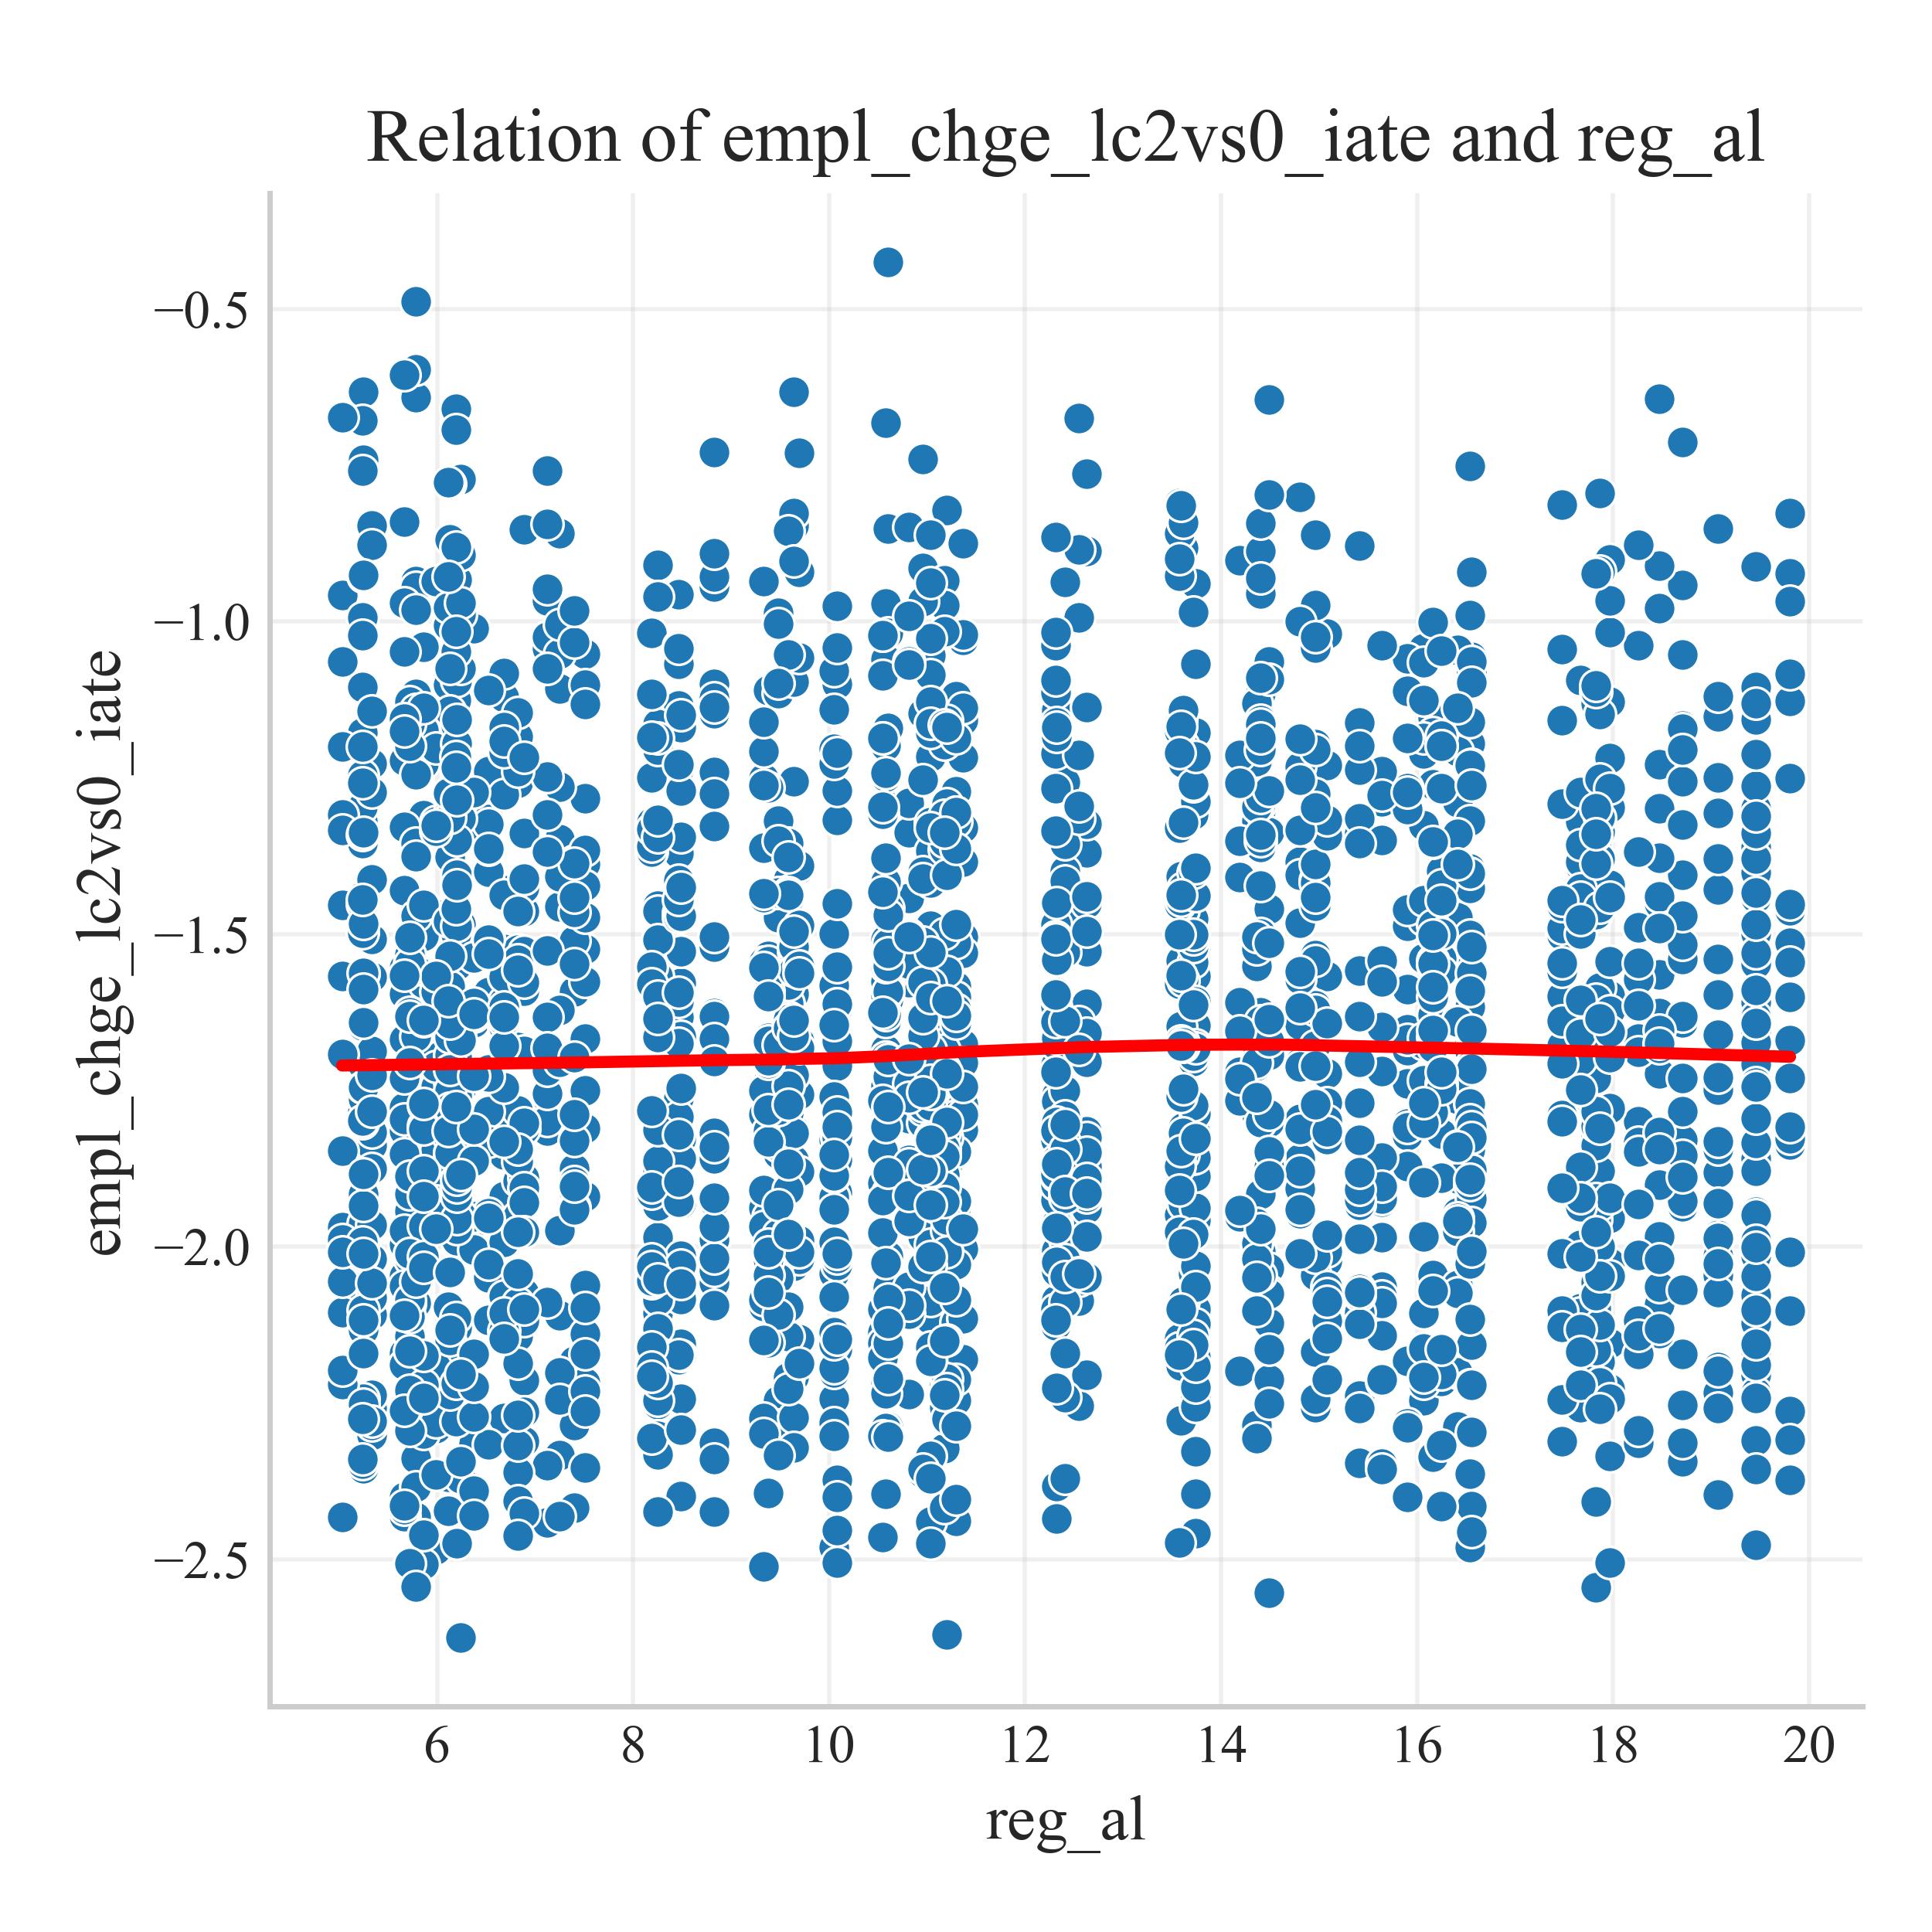 Relation of empl_chge_lc2vs0_iate and reg_al
empl_chge_lc2vs0_iate
−0.5
−1.0
−1.5
−2.0
−2.5
6 8 10 12 14 16 18 20
reg_al